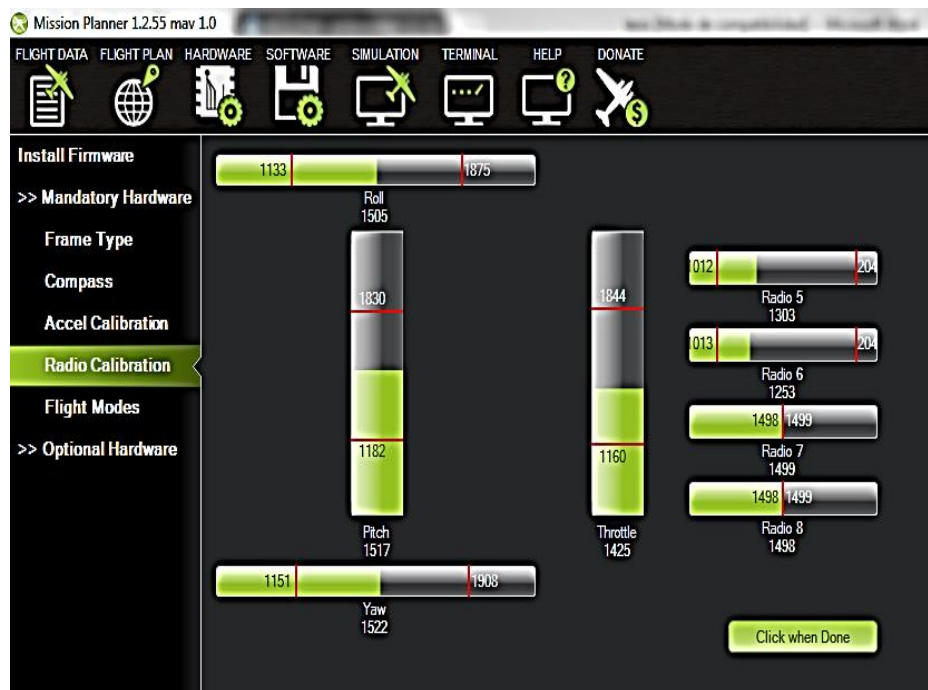 Mission Planner 1.2.55 mav 1.0
FLIGHT DATA FLIGHT PLAN HARDWARE SOFTWARE SIMULATION TERMINAL HELP DONATE
Install Firmware
>> Mandatory Hardware
Frame Type
Compass
Accel Calibration
Radio Calibration
Flight Modes
>> Optional Hardware
1133 1875
Roll
1505
1830
1182
Pitch
1517
1844
1160
Throttle
1425
1012 204
Radio 5
1303
1013 204
Radio 6
1253
1498 1499
Radio 7
1499
1498 1499
Radio 8
1498
1151 1908
Yaw
1522
Click when Done